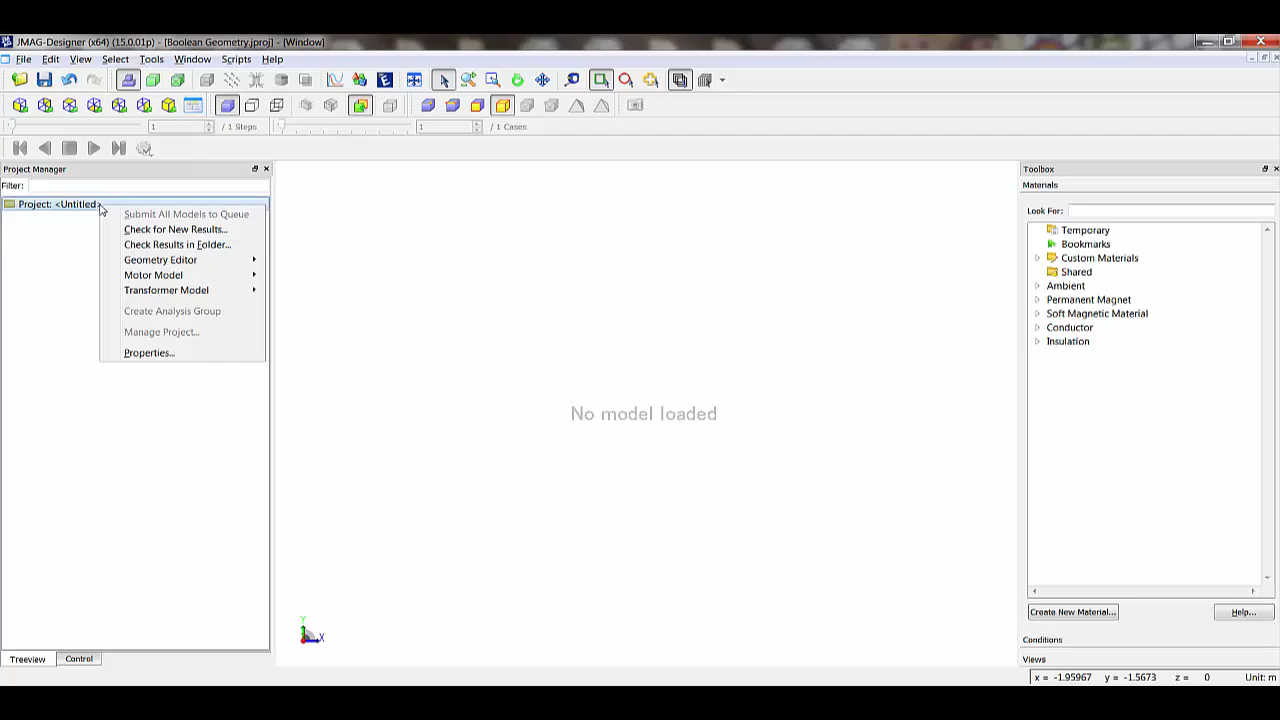 JMAG-Designer (x64) (15.0.01p) - [Boolean Geometry.jproj] - [Window]
File Edit View Select Tools Window Scripts Help
1 / 1 Steps 1 / 1 Cases
Project Manager
Filter:
Project: <Untitled>
Submit All Models to Queue
Check for New Results...
Check Results in Folder...
Geometry Editor
Motor Model
Transformer Model
Create Analysis Group
Manage Project...
Properties...
No model loaded
Y
X
Treeview Control
Toolbox
Materials
Look For:
Temporary
Bookmarks
Custom Materials
Shared
Ambient
Permanent Magnet
Soft Magnetic Material
Conductor
Insulation
Create New Material... Help...
Conditions
Views
x = -1.95967 y = -1.5673 z = 0 Unit: m